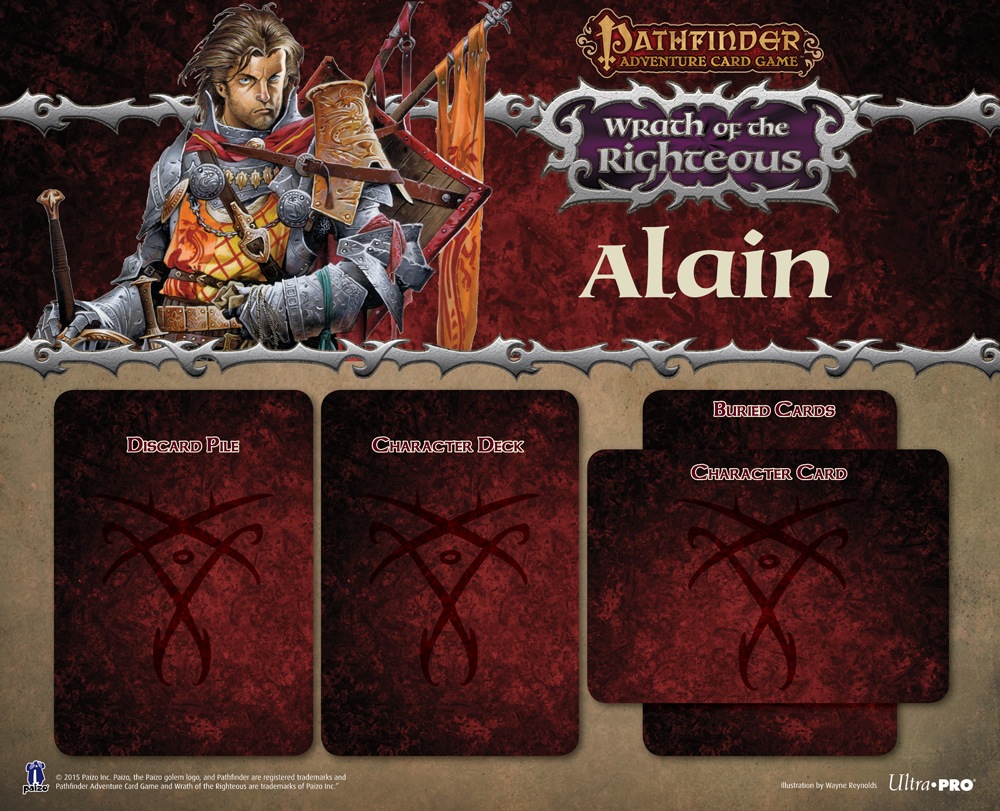 PATHFINDER
ADVENTURE CARD GAME
WRATH OF THE
RIGHTEOUS
Alain
DISCARD PILE
CHARACTER DECK
BURIED CARDS
CHARACTER CARD
paizo
© 2015 Paizo Inc. Paizo, the Paizo golem logo, and Pathfinder are registered trademarks and
Pathfinder Adventure Card Game and Wrath of the Righteous are trademarks of Paizo Inc.”
Illustration by Wayne Reynolds
Ultra•PRO®